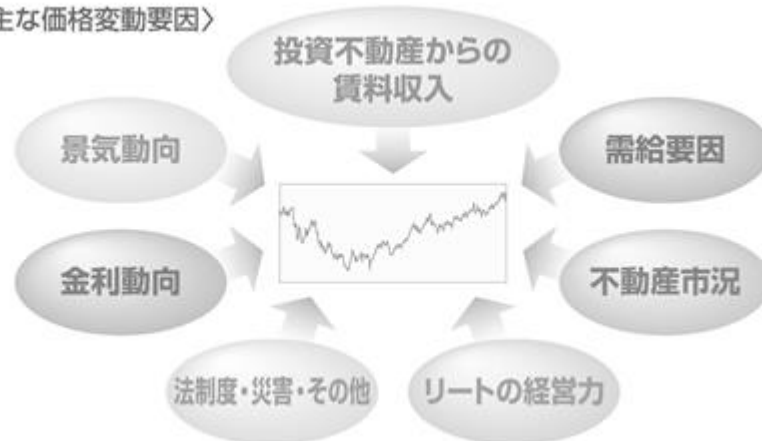 主な価格変動要因〉
投資不動産からの
賃料収入
景気動向
需給要因
金利動向
不動産市況
法制度・災害・その他
リートの経営力